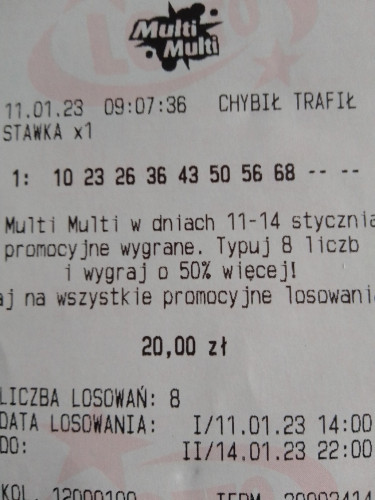 Multi
Multi
11.01.23 09:07:36 CHYBIŁ TRAFIŁ
STAWKA x1
1: 10 23 26 36 43 50 56 68 -- --
Multi Multi w dniach 11-14 stycznia
promocyjne wygrane. Typuj 8 liczb
i wygraj o 50% więcej!
aj na wszystkie promocyjne losowania
20,00 zł
LICZBA LOSOWAŃ: 8
DATA LOSOWANIA: I/11.01.23 14:00
DO: II/14.01.23 22:00
KOL. 12000100